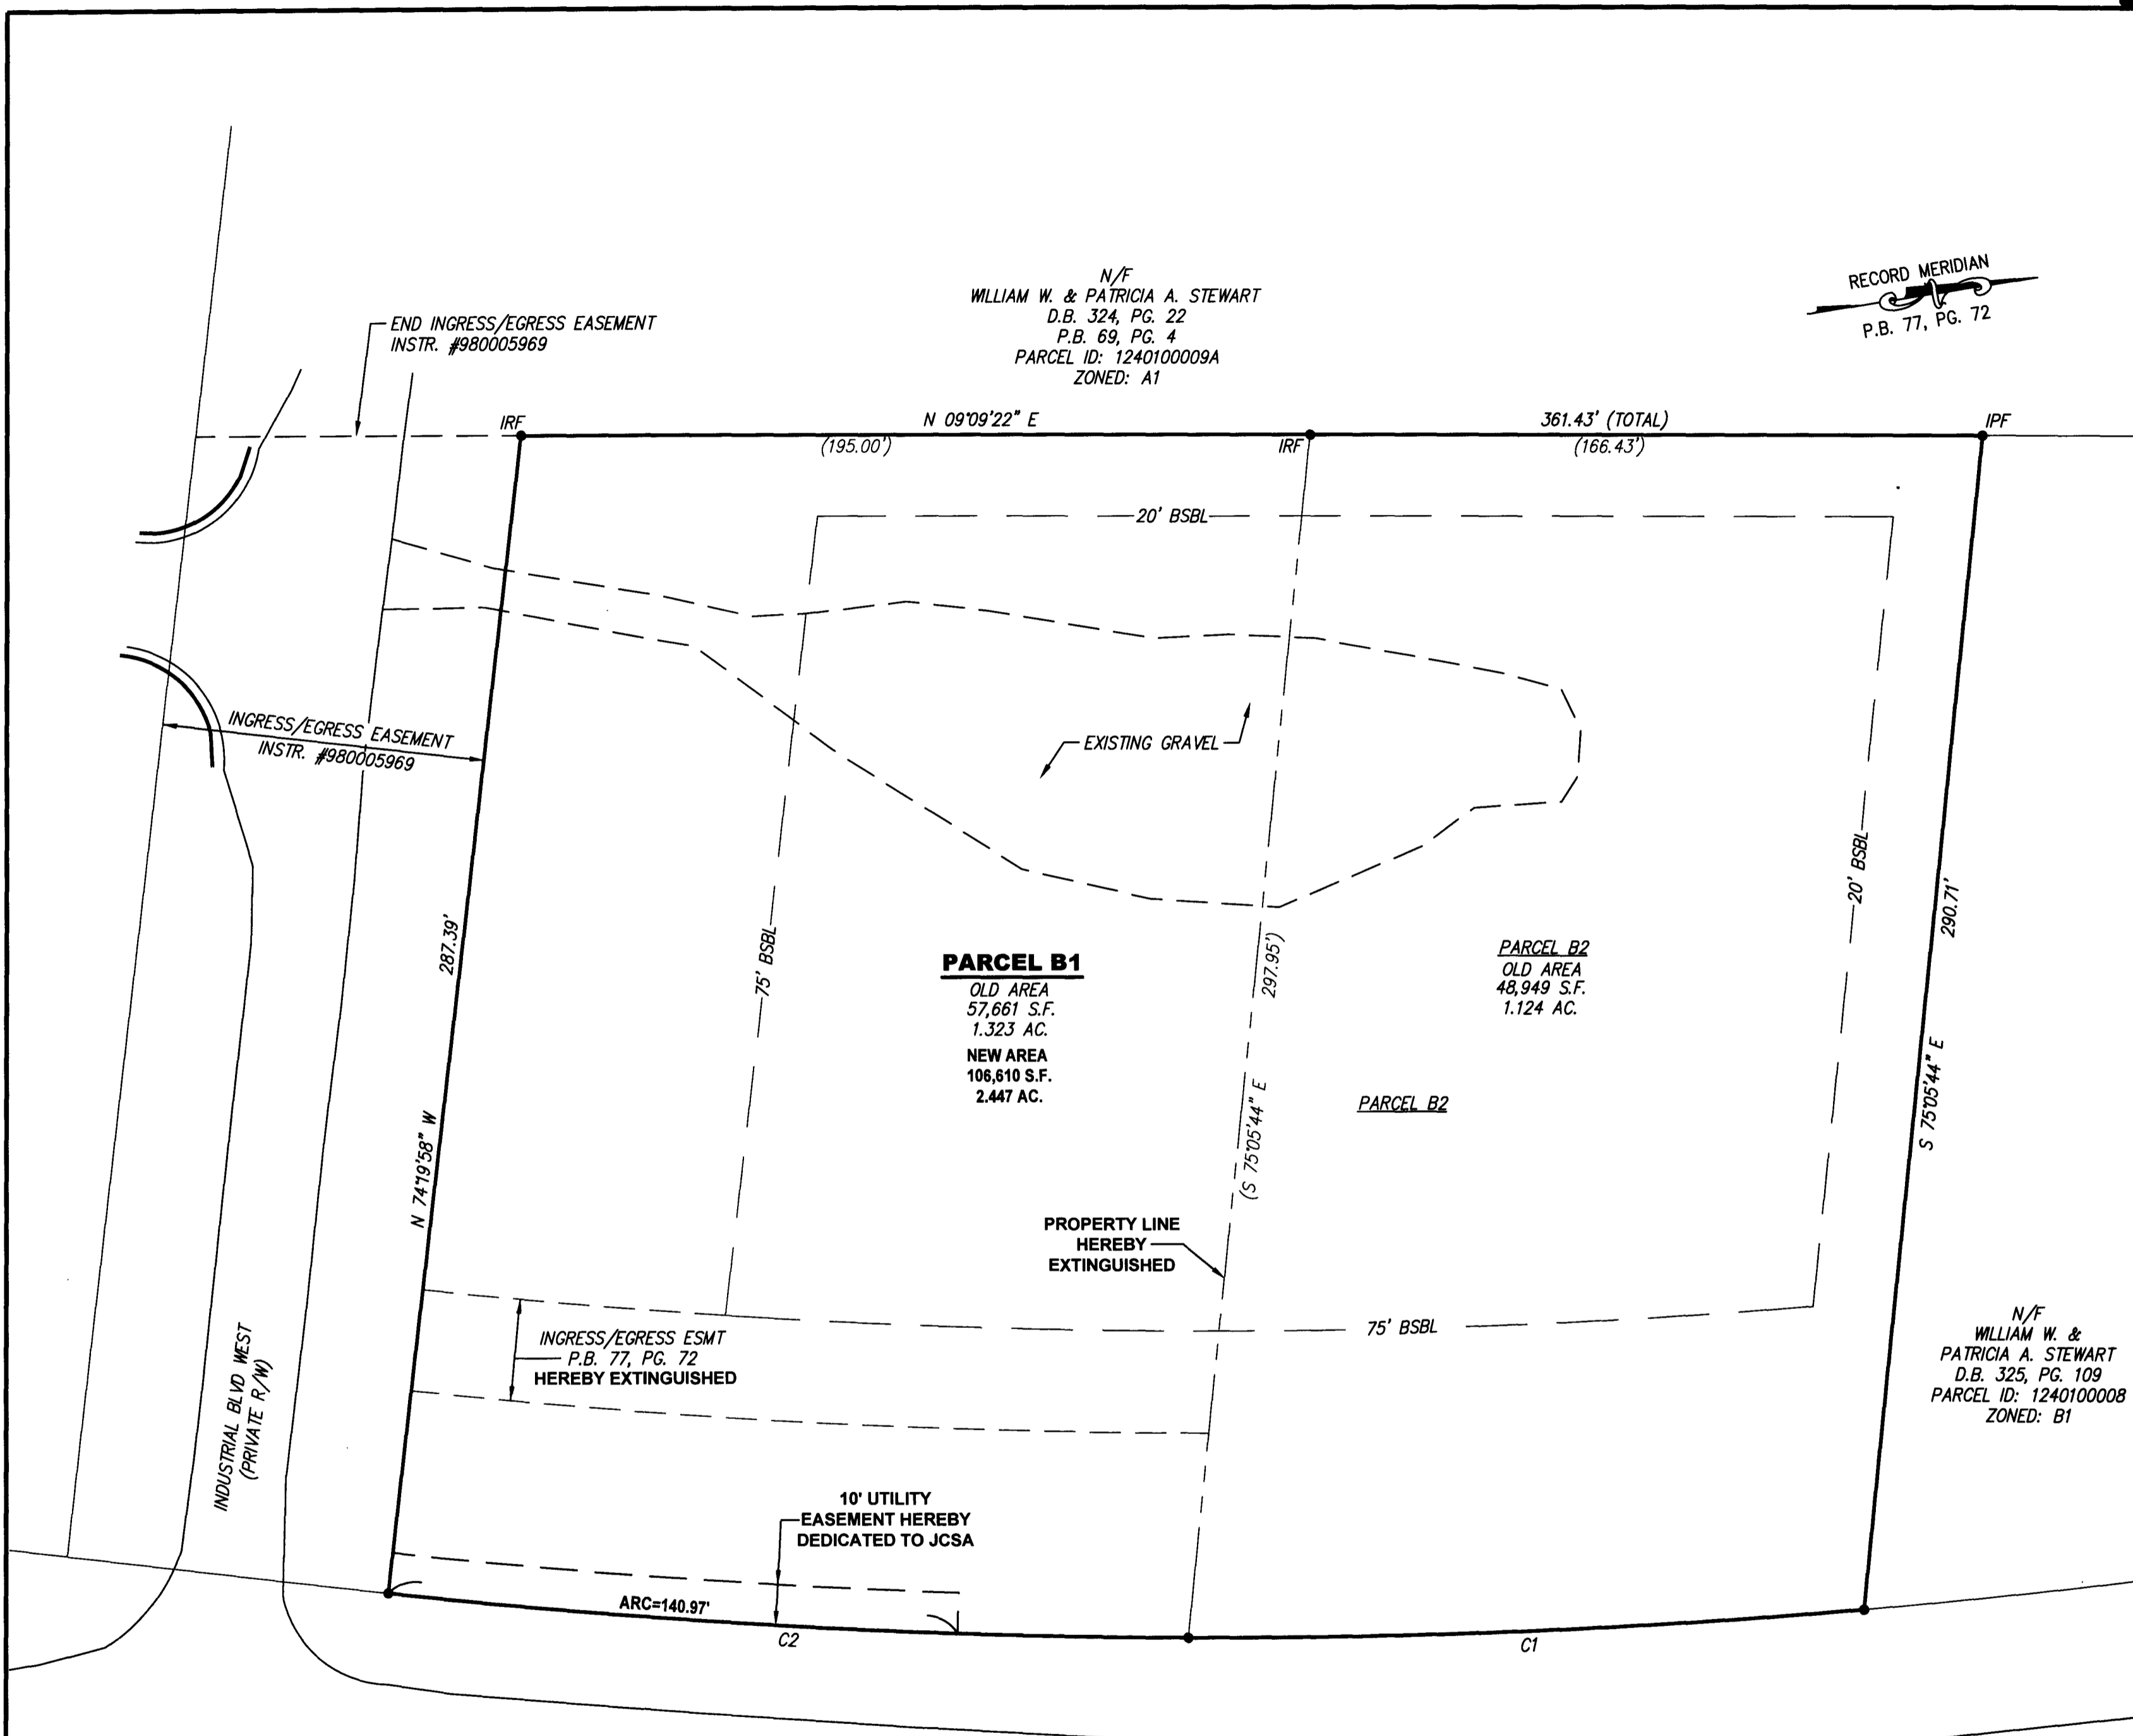 N/F
WILLIAM W. & PATRICIA A. STEWART
D.B. 324, PG. 22
P.B. 69, PG. 4
PARCEL ID: 1240100009A
ZONED: A1
RECORD MERIDIAN
P.B. 77, PG. 72
END INGRESS/EGRESS EASEMENT
INSTR. #980005969
IRF
N 09°09'22" E
361.43' (TOTAL)
IPF
(195.00')
IRF
(166.43')
20' BSBL
INGRESS/EGRESS EASEMENT
INSTR. #980005969
EXISTING GRAVEL
287.39'
N 74°19'58" W
75' BSBL
PARCEL B1
OLD AREA
57,661 S.F.
1.323 AC.
NEW AREA
106,610 S.F.
2.447 AC.
297.95')
(S 75°05'44" E
PARCEL B2
OLD AREA
48,949 S.F.
1.124 AC.
PARCEL B2
20' BSBL
290.71'
S 75°05'44" E
PROPERTY LINE
HEREBY
EXTINGUISHED
75' BSBL
INGRESS/EGRESS ESMT
P.B. 77, PG. 72
HEREBY EXTINGUISHED
N/F
WILLIAM W. &
PATRICIA A. STEWART
D.B. 325, PG. 109
PARCEL ID: 1240100008
ZONED: B1
INDUSTRIAL BLVD WEST
(PRIVATE R/W)
10' UTILITY
EASEMENT HEREBY
DEDICATED TO JCSA
ARC=140.97'
C2
C1